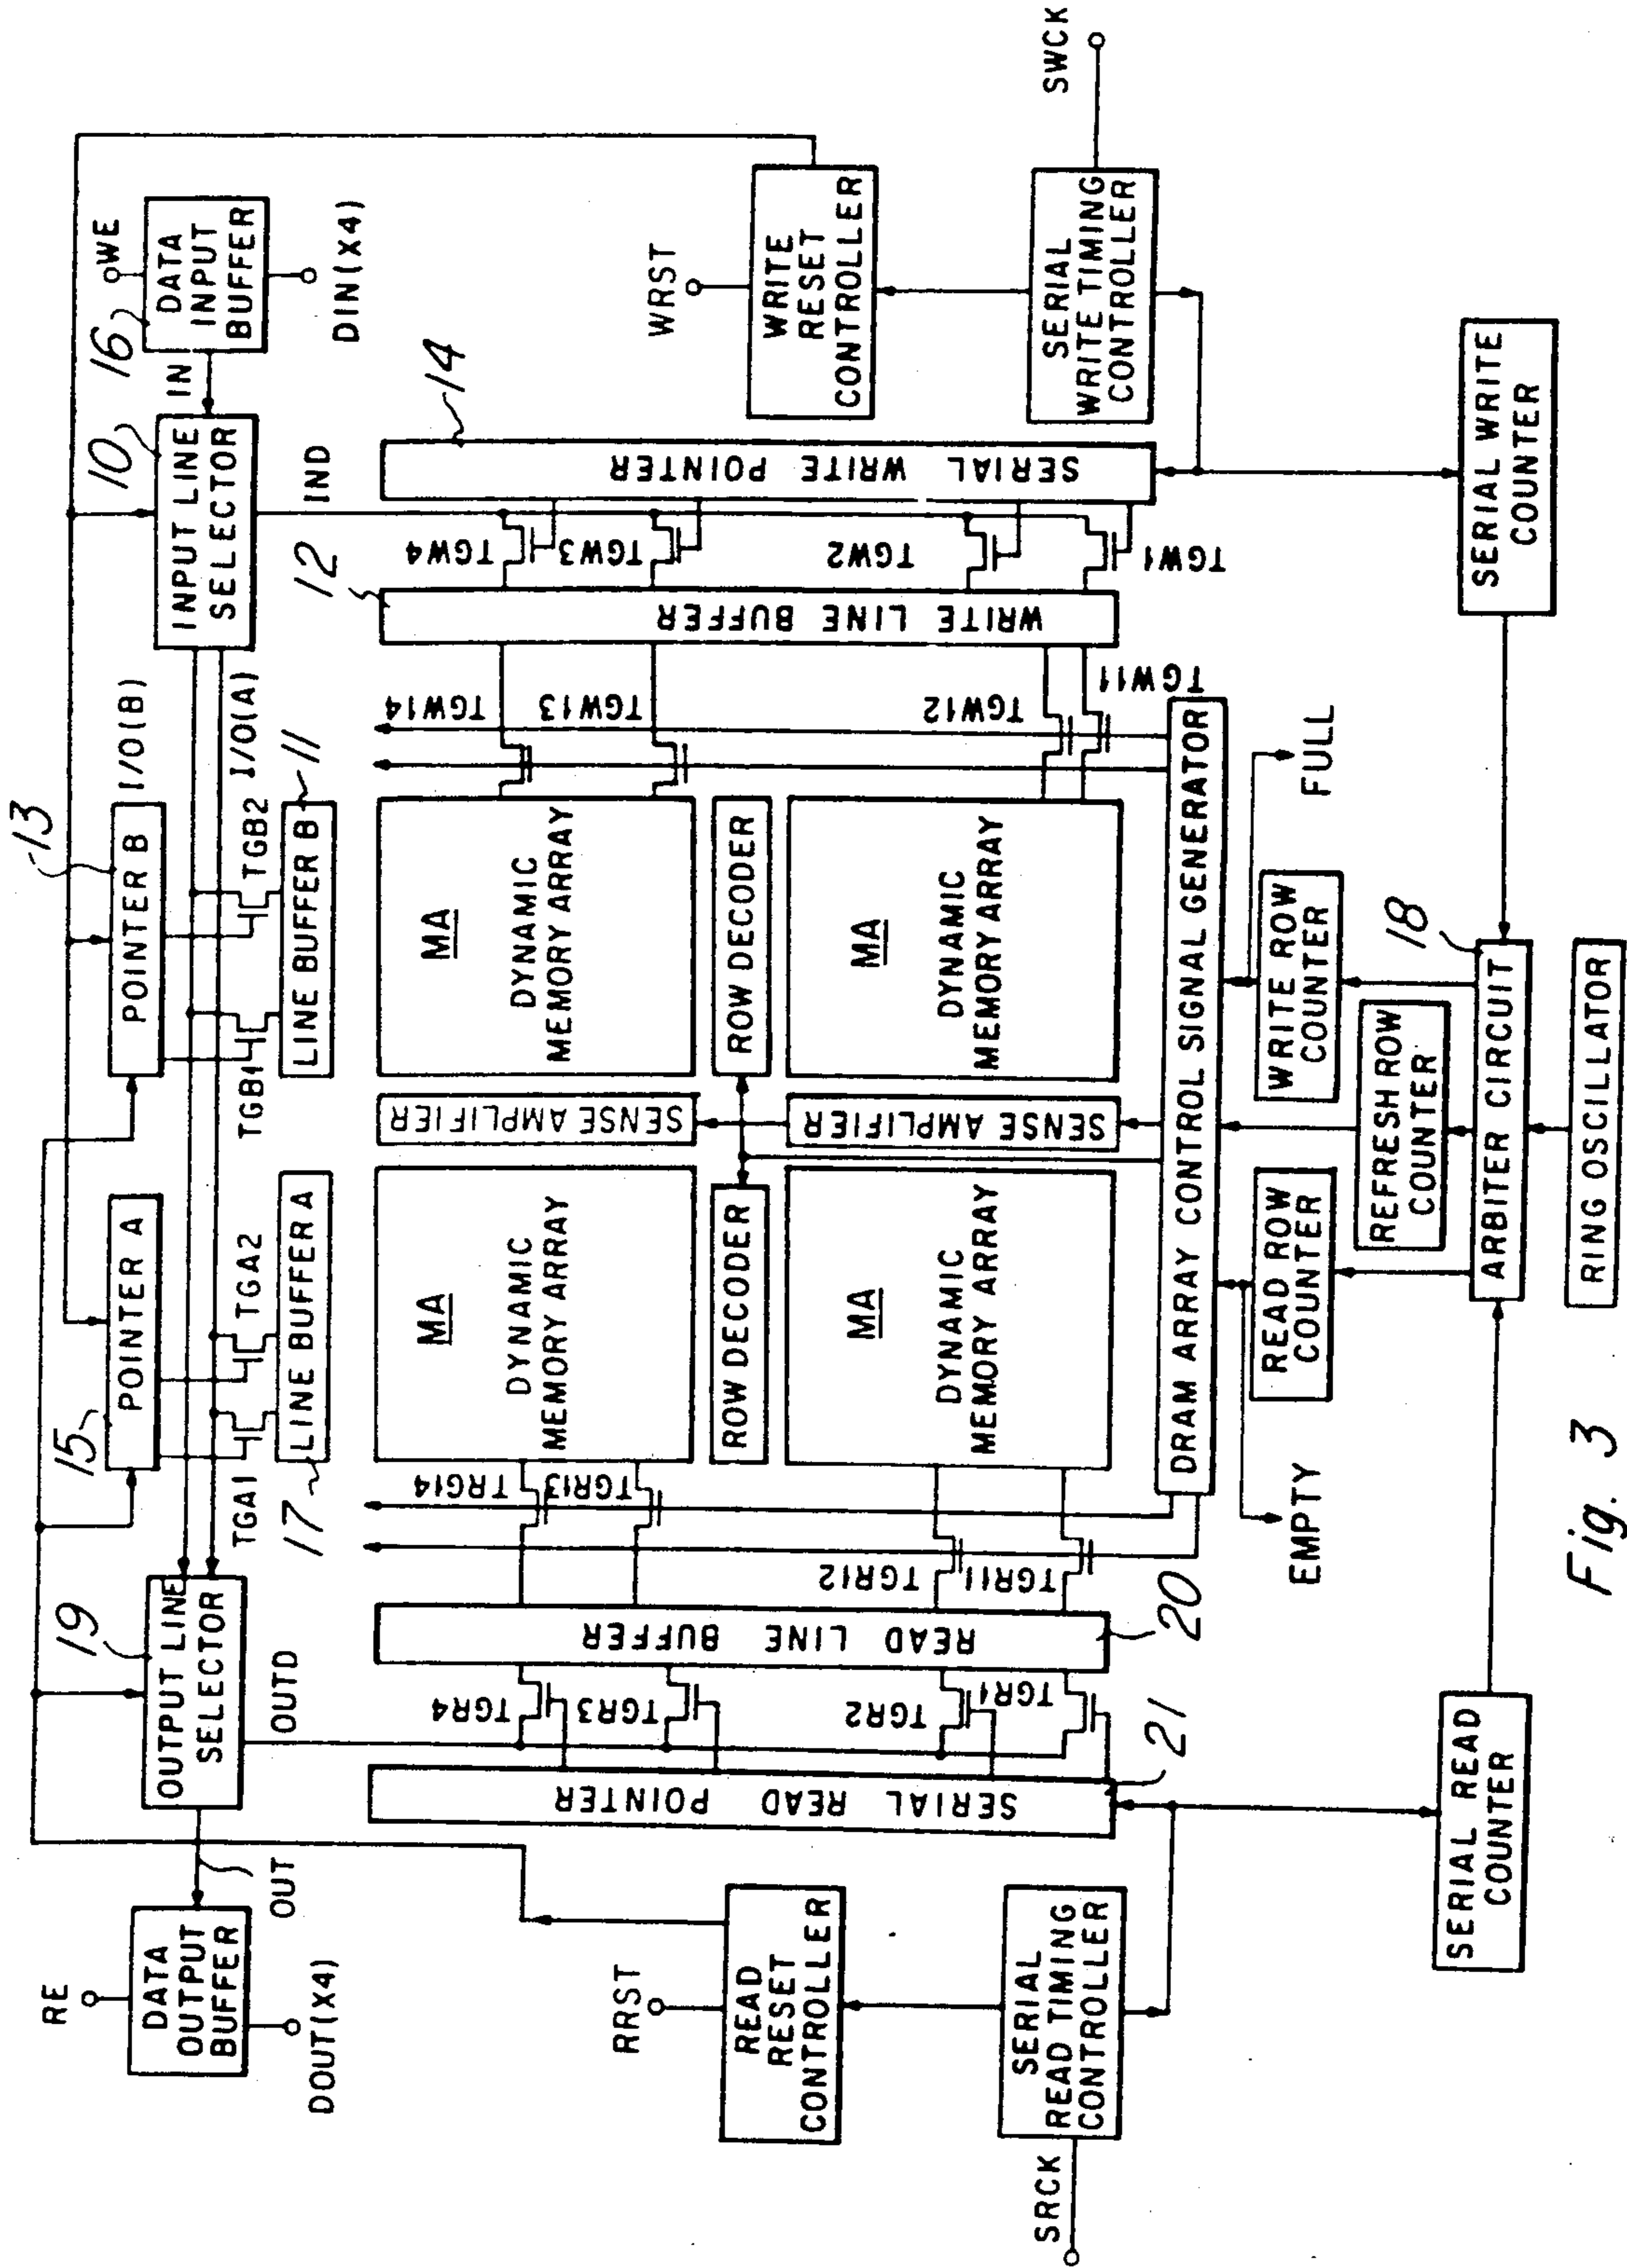 RE
DATA
OUTPUT
BUFFER
DOUT(X4)
OUT
19
OUTPUT LINE
SELECTOR
OUTD
15
POINTER A
TGA1
TGA2
17
LINE BUFFER A
13
POINTER B
I/O(B)
TGB1
TGB2
I/O(A)
LINE BUFFER B
11
10
INPUT LINE
SELECTOR
IN
IND
16
WE
DATA
INPUT
BUFFER
DIN(X4)
RRST
READ
RESET
CONTROLLER
SRCK
SERIAL
READ TIMING
CONTROLLER
SERIAL READ POINTER
21
TGR4
TGR3
TGR2
TGR1
READ LINE BUFFER
20
TRG14
TGR13
TGR12
TGR11
MA
DYNAMIC
MEMORY ARRAY
SENSE AMPLIFIER
MA
DYNAMIC
MEMORY ARRAY
ROW DECODER
ROW DECODER
MA
DYNAMIC
MEMORY ARRAY
SENSE AMPLIFIER
MA
DYNAMIC
MEMORY ARRAY
TGW14
TGW13
TGW12
TGW11
12
WRITE LINE BUFFER
TGW4
TGW3
TGW2
TGW1
SERIAL WRITE POINTER
14
WRST
WRITE
RESET
CONTROLLER
SERIAL
WRITE TIMING
CONTROLLER
SWCK
DRAM ARRAY CONTROL SIGNAL GENERATOR
EMPTY
READ ROW
COUNTER
REFRESH ROW
COUNTER
WRITE ROW
COUNTER
FULL
SERIAL READ
COUNTER
ARBITER CIRCUIT
18
SERIAL WRITE
COUNTER
RING OSCILLATOR
Fig. 3